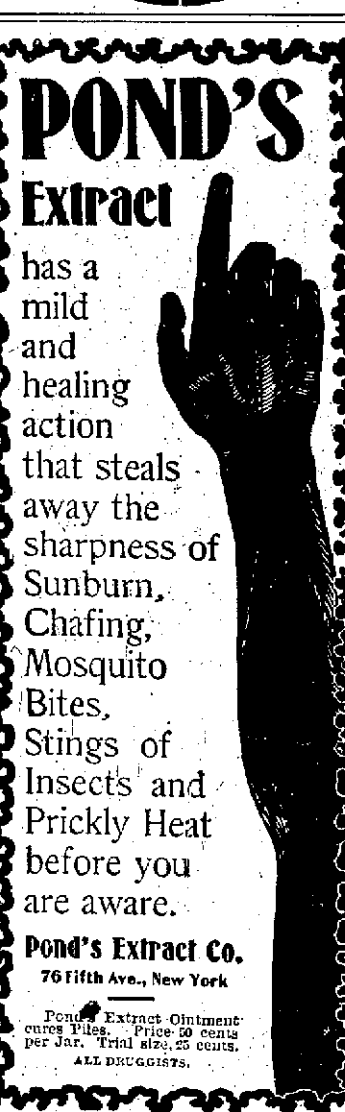 POND'S
Extract
has a
mild
and
healing
action
that steals
away the
sharpness of
Sunburn,
Chafing,
Mosquito
Bites,
Stings of
Insects and
Prickly Heat
before you
are aware.
Pond's Extract Co.
76 Fifth Ave., New York
Pond's Extract Ointment
cures Piles. Price 50 cents
per Jar. Trial size, 25 cents.
ALL DRUGGISTS.